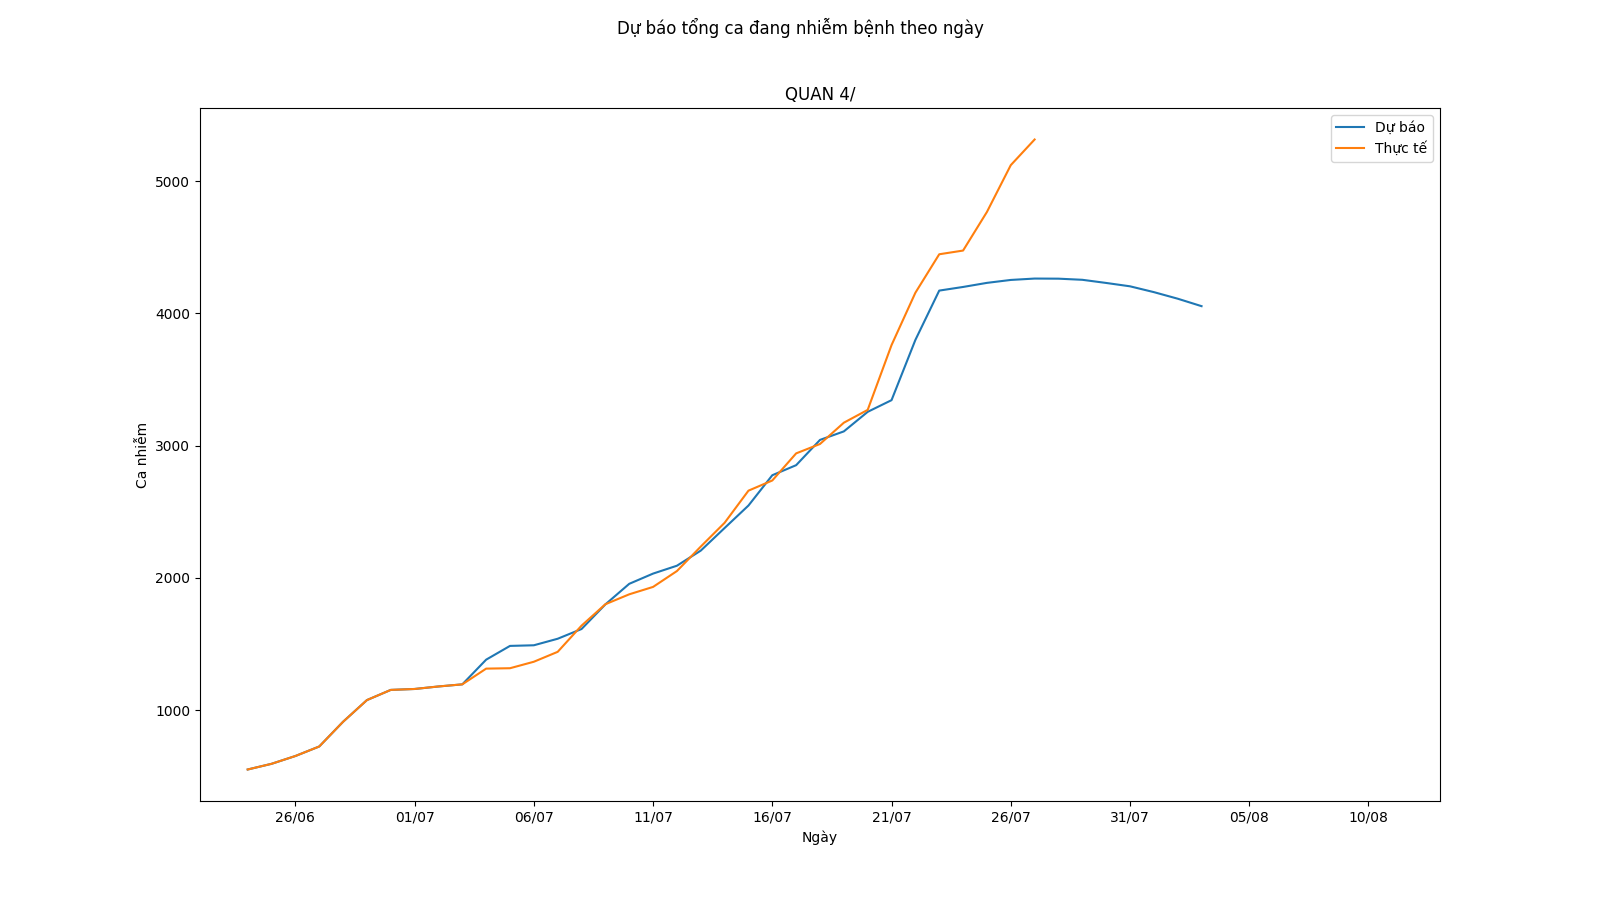 Dự báo tổng ca đang nhiễm bệnh theo ngày
QUAN 4/
Dự báo
Thực tế
5000
4000
3000
2000
1000
Ca nhiễm
26/06
01/07
06/07
11/07
16/07
21/07
26/07
31/07
05/08
10/08
Ngày